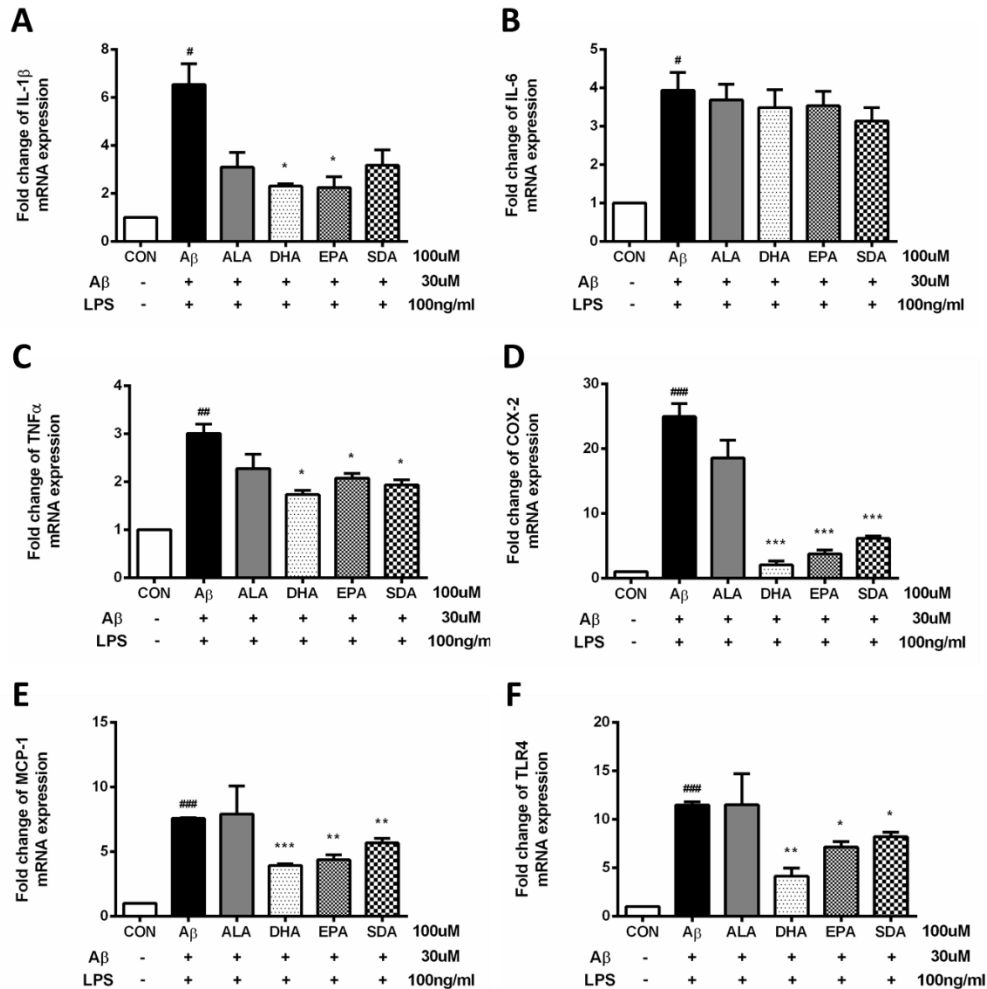 A
Fold change of IL-1β
mRNA expression
8
6
4
2
0
#
*
*
CON Aβ ALA DHA EPA SDA 100uM
Aβ - + + + + + 30uM
LPS - + + + + + 100ng/ml
B
Fold change of IL-6
mRNA expression
5
4
3
2
1
0
#
CON Aβ ALA DHA EPA SDA 100uM
Aβ - + + + + + 30uM
LPS - + + + + + 100ng/ml
C
Fold change of TNFα
mRNA expression
4
3
2
1
0
##
*
*
*
CON Aβ ALA DHA EPA SDA 100uM
Aβ - + + + + + 30uM
LPS - + + + + + 100ng/m
D
Fold change of COX-2
mRNA expression
30
20
10
0
###
***
***
***
CON Aβ ALA DHA EPA SDA 100uM
Aβ - + + + + + 30uM
LPS - + + + + + 100ng/ml
E
Fold change of MCP-1
mRNA expression
15
10
5
0
###
***
**
**
CON Aβ ALA DHA EPA SDA 100uM
Aβ - + + + + + 30uM
LPS - + + + + + 100ng/ml
F
Fold change of TLR4
mRNA expression
20
15
10
5
0
###
**
*
*
CON Aβ ALA DHA EPA SDA 100uM
Aβ - + + + + + 30uM
LPS - + + + + + 100ng/ml